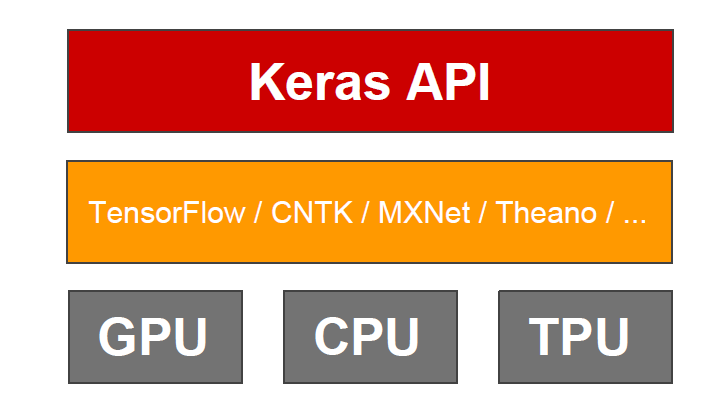 Keras API
TensorFlow / CNTK / MXNet / Theano / ...
GPU CPU TPU